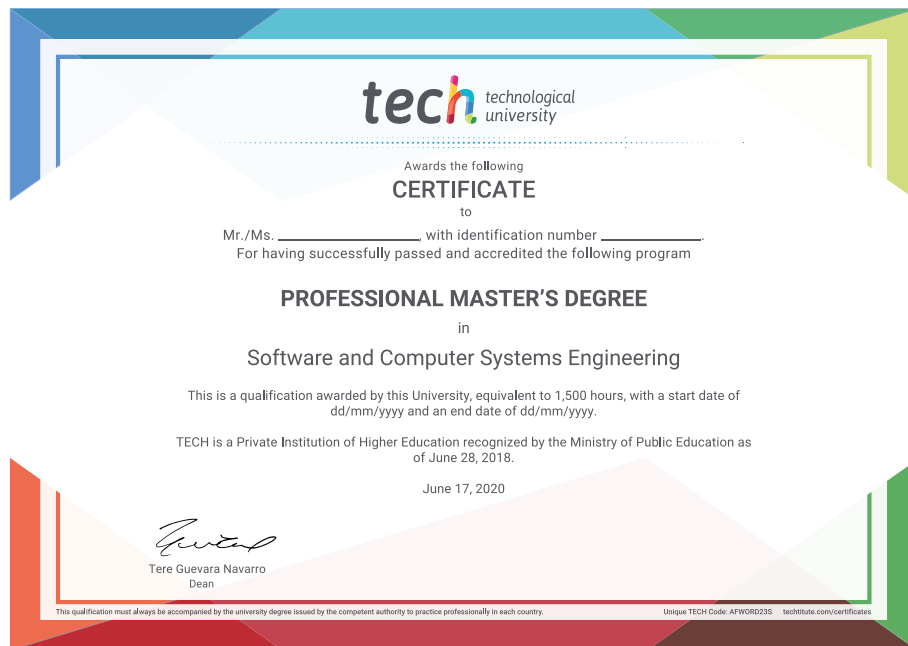 tech technological
university
Awards the following
CERTIFICATE
to
Mr./Ms. ____________________, with identification number ______________.
For having successfully passed and accredited the following program
PROFESSIONAL MASTER'S DEGREE
in
Software and Computer Systems Engineering
This is a qualification awarded by this University, equivalent to 1,500 hours, with a start date of
dd/mm/yyyy and an end date of dd/mm/yyyy.
TECH is a Private Institution of Higher Education recognized by the Ministry of Public Education as
of June 28, 2018.
June 17, 2020
Tere Guevara Navarro
Dean
This qualification must always be accompanied by the university degree issued by the competent authority to practice professionally in each country.
Unique TECH Code: AFWORD23S techtitute.com/certificates